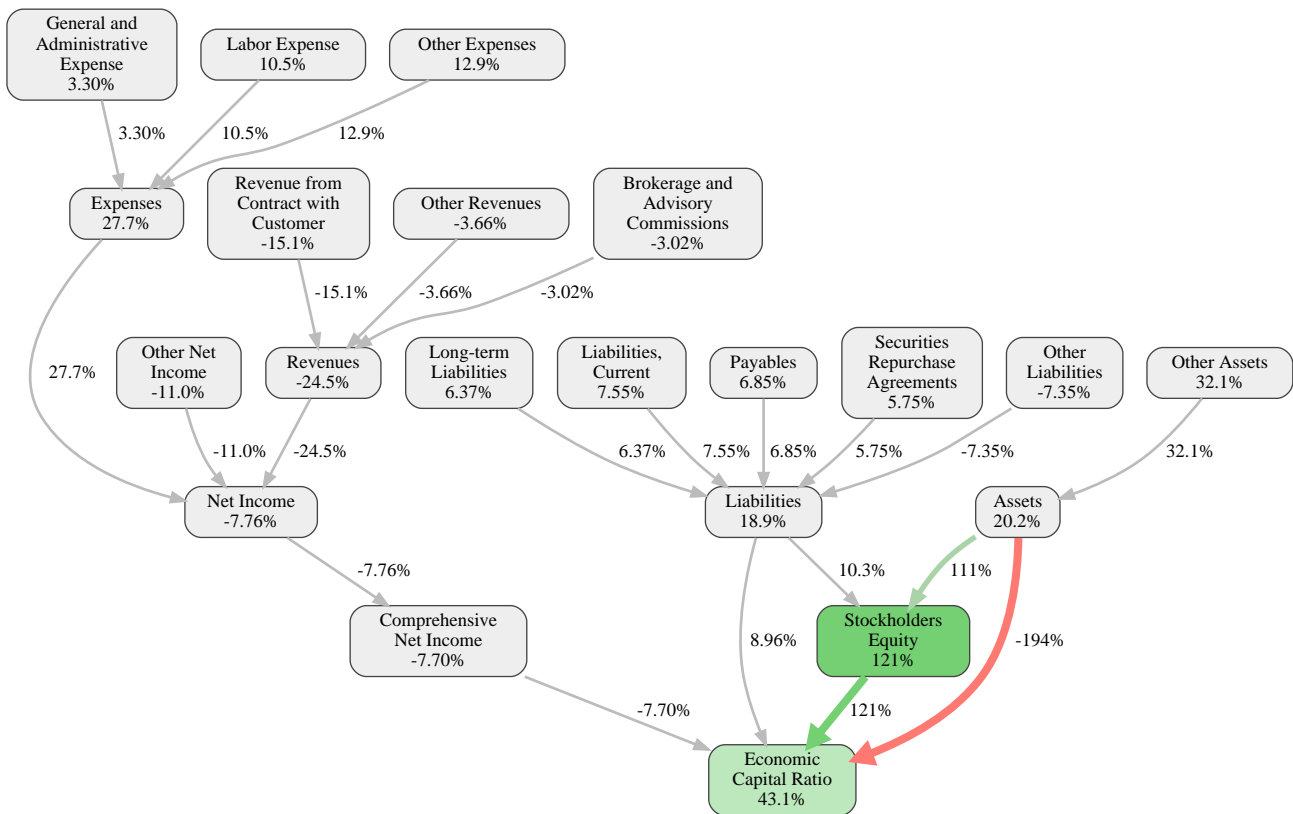 General and
Administrative
Expense
3.30%
Labor Expense
10.5%
Other Expenses
12.9%
3.30%
10.5%
12.9%
Expenses
27.7%
Revenue from
Contract with
Customer
-15.1%
Other Revenues
-3.66%
Brokerage and
Advisory
Commissions
-3.02%
-15.1%
-3.66%
-3.02%
27.7%
Other Net
Income
-11.0%
Revenues
-24.5%
Long-term
Liabilities
6.37%
Liabilities,
Current
7.55%
Payables
6.85%
Securities
Repurchase
Agreements
5.75%
Other
Liabilities
-7.35%
Other Assets
32.1%
-11.0%
-24.5%
6.37%
7.55%
6.85%
5.75%
-7.35%
32.1%
Net Income
-7.76%
Liabilities
18.9%
Assets
20.2%
-7.76%
10.3%
111%
Comprehensive
Net Income
-7.70%
8.96%
Stockholders
Equity
121%
-194%
-7.70%
121%
Economic
Capital Ratio
43.1%